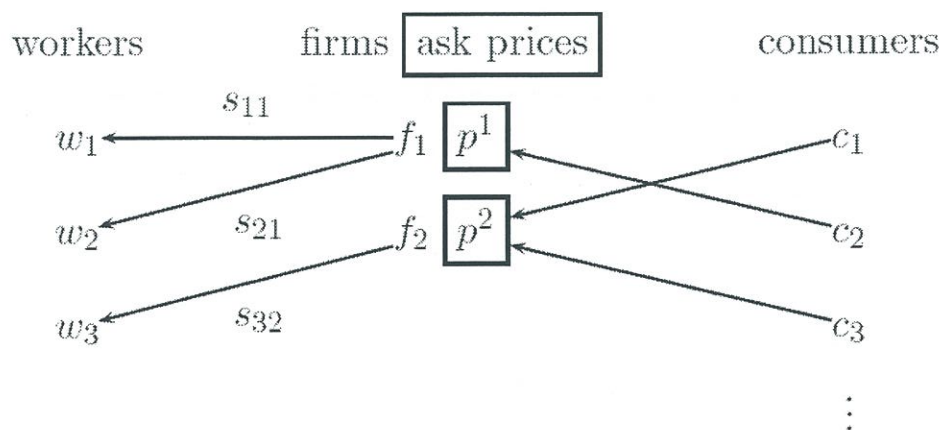 workers firms ask prices consumers
s₁₁
w₁ f₁ p¹ c₁
w₂ s₂₁ f₂ p² c₂
w₃ s₃₂ c₃
⋮